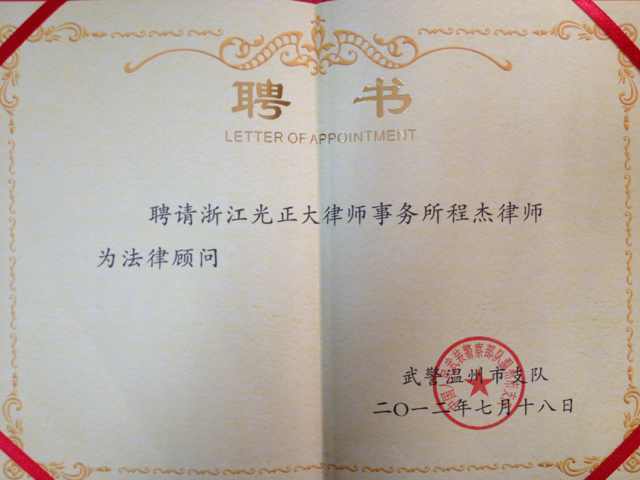 聘 书
LETTER OF APPOINTMENT
聘请浙江光正大律师事务所程杰律师
为法律顾问
武警温州市支队
二〇一二年七月十八日